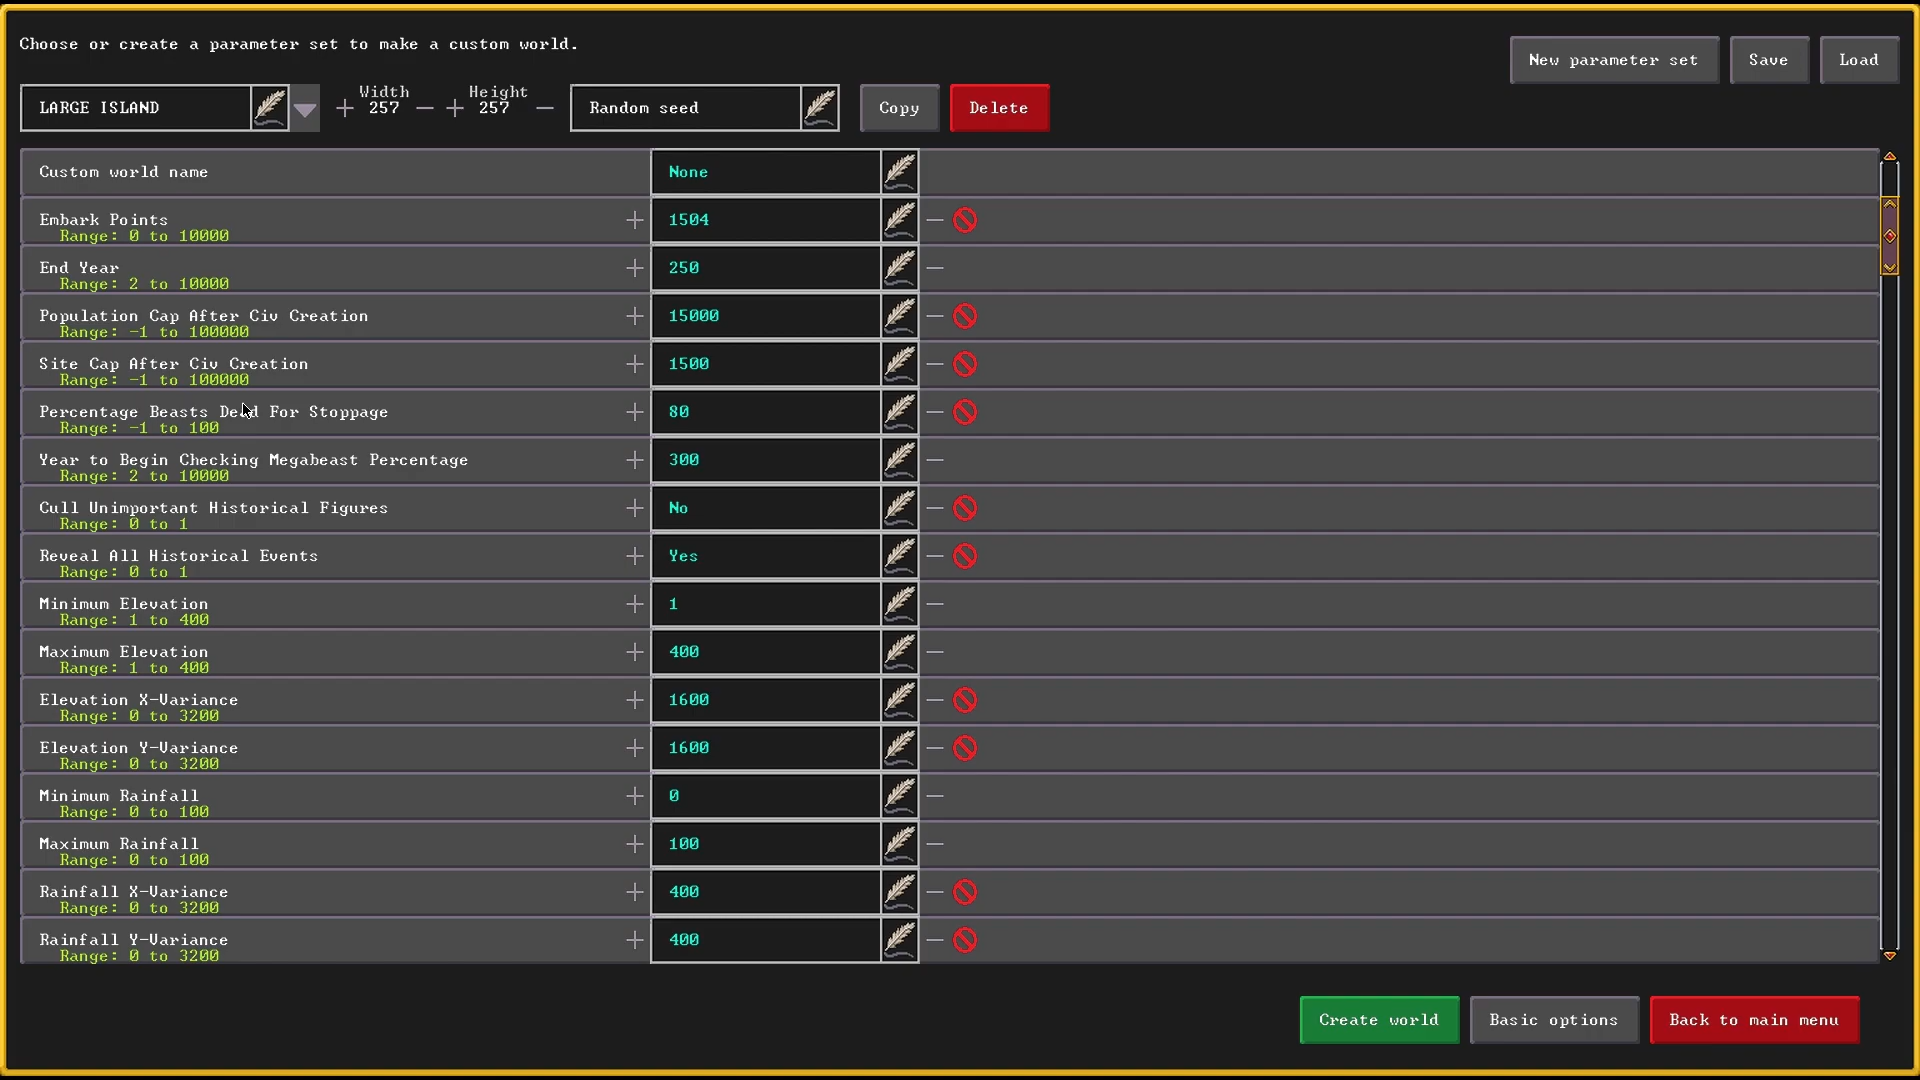 Choose or create a parameter set to make a custom world.
New parameter set
Save
Load
LARGE ISLAND
Width
257
Height
257
Random seed
Copy
Delete
Custom world name
None
Embark Points
1504
Range: 0 to 10000
End Year
250
Range: 2 to 10000
Population Cap After Civ Creation
15000
Range: -1 to 100000
Site Cap After Civ Creation
1500
Range: -1 to 100000
Percentage Beasts Dead For Stoppage
80
Range: -1 to 100
Year to Begin Checking Megabeast Percentage
300
Range: 2 to 10000
Cull Unimportant Historical Figures
No
Range: 0 to 1
Reveal All Historical Events
Yes
Range: 0 to 1
Minimum Elevation
1
Range: 1 to 400
Maximum Elevation
400
Range: 1 to 400
Elevation X-Variance
1600
Range: 0 to 3200
Elevation Y-Variance
1600
Range: 0 to 3200
Minimum Rainfall
0
Range: 0 to 100
Maximum Rainfall
100
Range: 0 to 100
Rainfall X-Variance
400
Range: 0 to 3200
Rainfall Y-Variance
400
Range: 0 to 3200
Create world
Basic options
Back to main menu